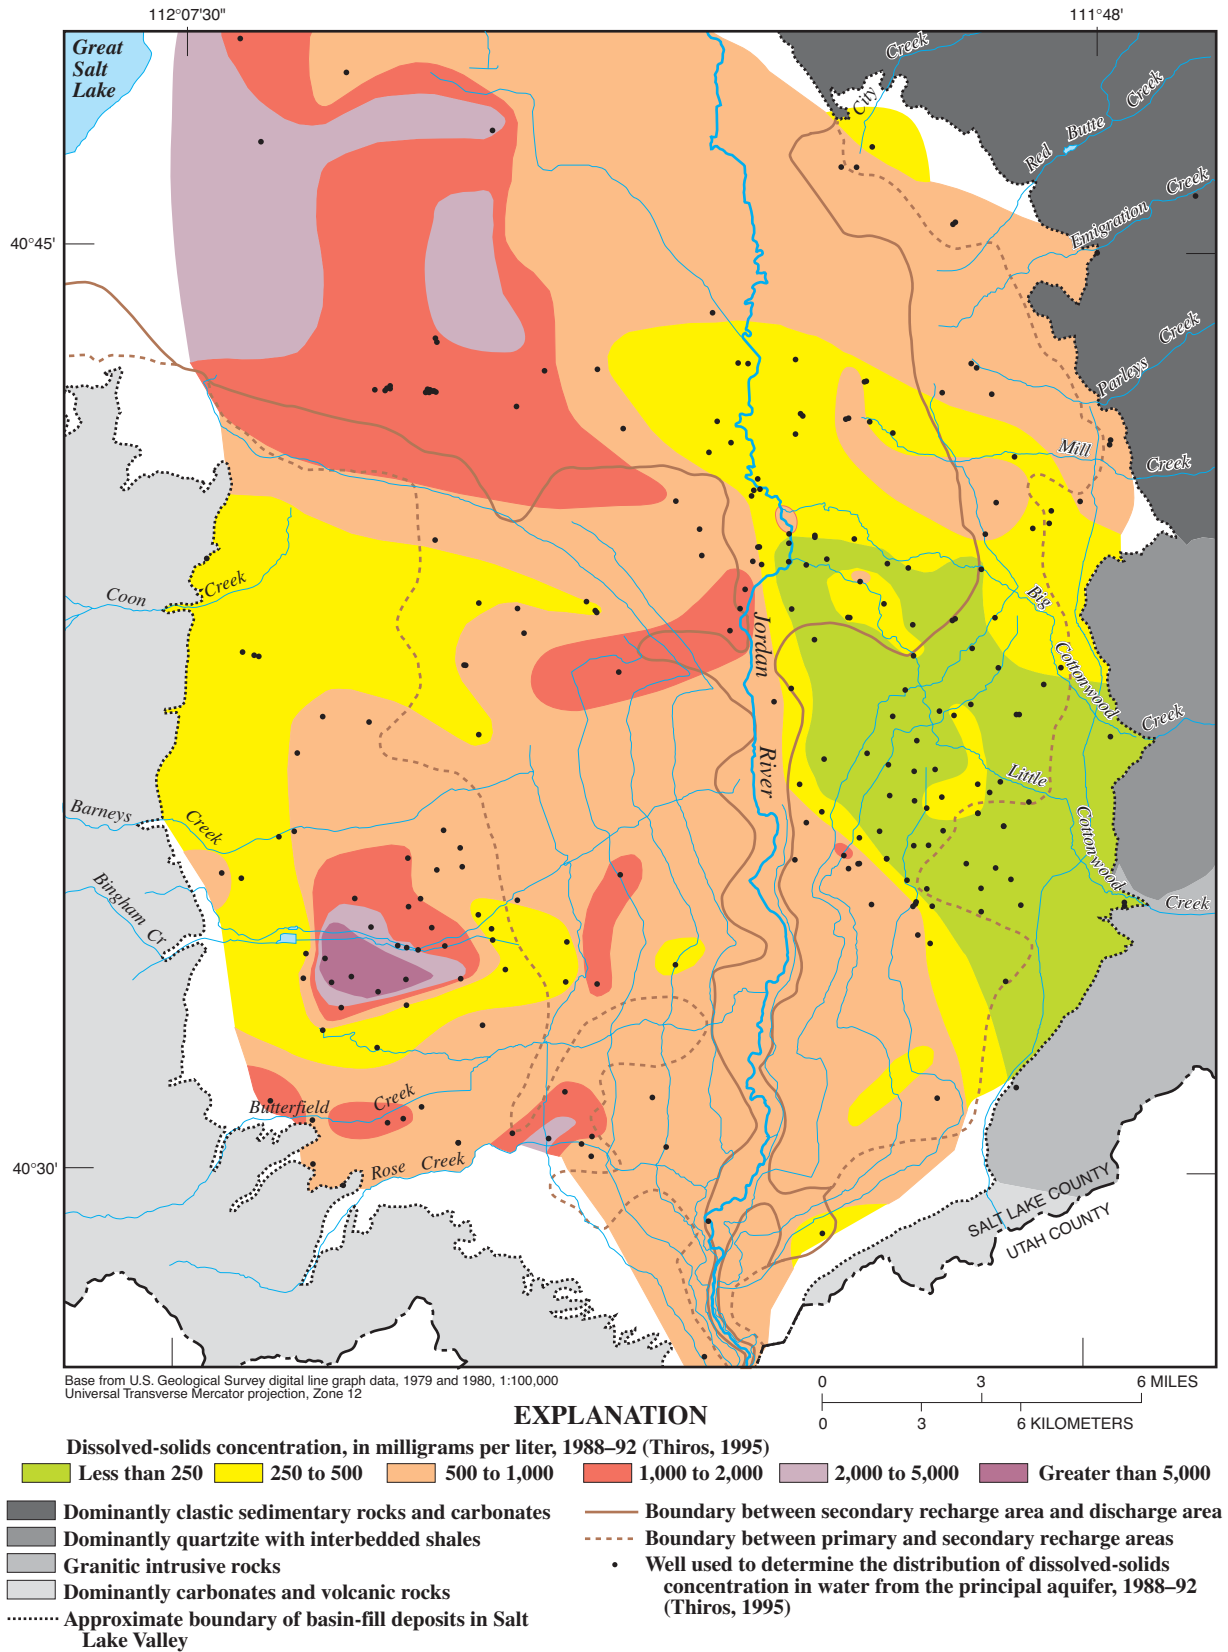 112°07'30"
111°48'
Great
Salt
Lake
Creek
City
Red
Butte
Creek
Emigration
Creek
40°45'
Parleys
Creek
Mill
Creek
Coon
Creek
Big
Cottonwood
Creek
Jordan
River
Little
Cottonwood
Creek
Barneys
Creek
Bingham Cr
Butterfield
Creek
Rose Creek
40°30'
SALT LAKE COUNTY
UTAH COUNTY
Base from U.S. Geological Survey digital line graph data, 1979 and 1980, 1:100,000
Universal Transverse Mercator projection, Zone 12
0 3 6 MILES
0 3 6 KILOMETERS
EXPLANATION
Dissolved-solids concentration, in milligrams per liter, 1988–92 (Thiros, 1995)
Less than 250
250 to 500
500 to 1,000
1,000 to 2,000
2,000 to 5,000
Greater than 5,000
Dominantly clastic sedimentary rocks and carbonates
Dominantly quartzite with interbedded shales
Granitic intrusive rocks
Dominantly carbonates and volcanic rocks
Approximate boundary of basin-fill deposits in Salt
Lake Valley
Boundary between secondary recharge area and discharge area
Boundary between primary and secondary recharge areas
Well used to determine the distribution of dissolved-solids
concentration in water from the principal aquifer, 1988–92
(Thiros, 1995)